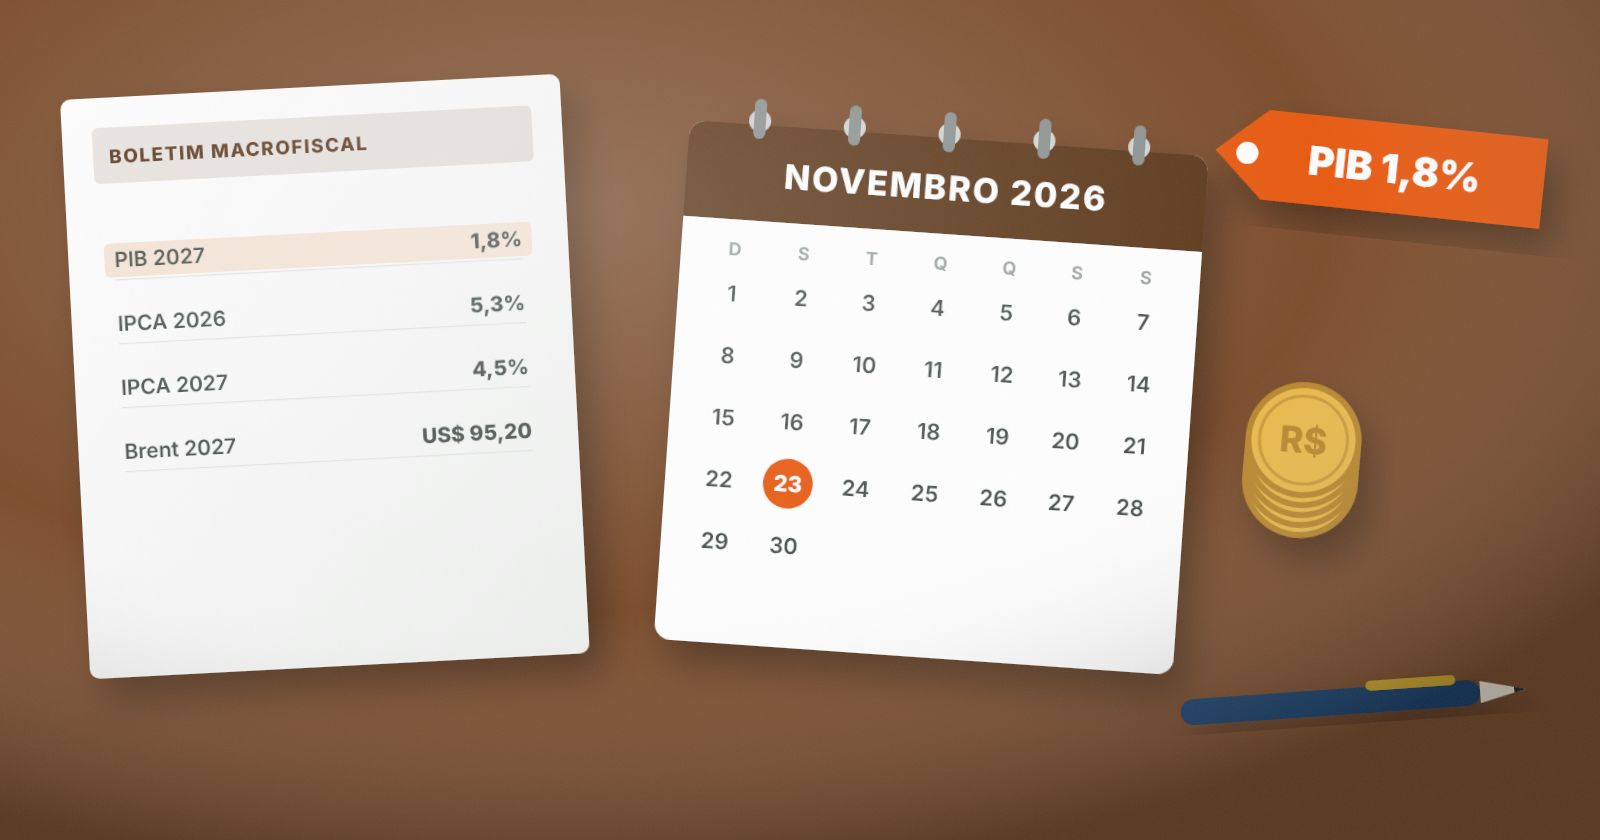 BOLETIM MACROFISCAL
PIB 2027 1,8%
IPCA 2026 5,3%
IPCA 2027 4,5%
Brent 2027 US$ 95,20
NOVEMBRO 2026
D S T Q Q S S
1 2 3 4 5 6 7
8 9 10 11 12 13 14
15 16 17 18 19 20 21
22 23 24 25 26 27 28
29 30
PIB 1,8%
R$